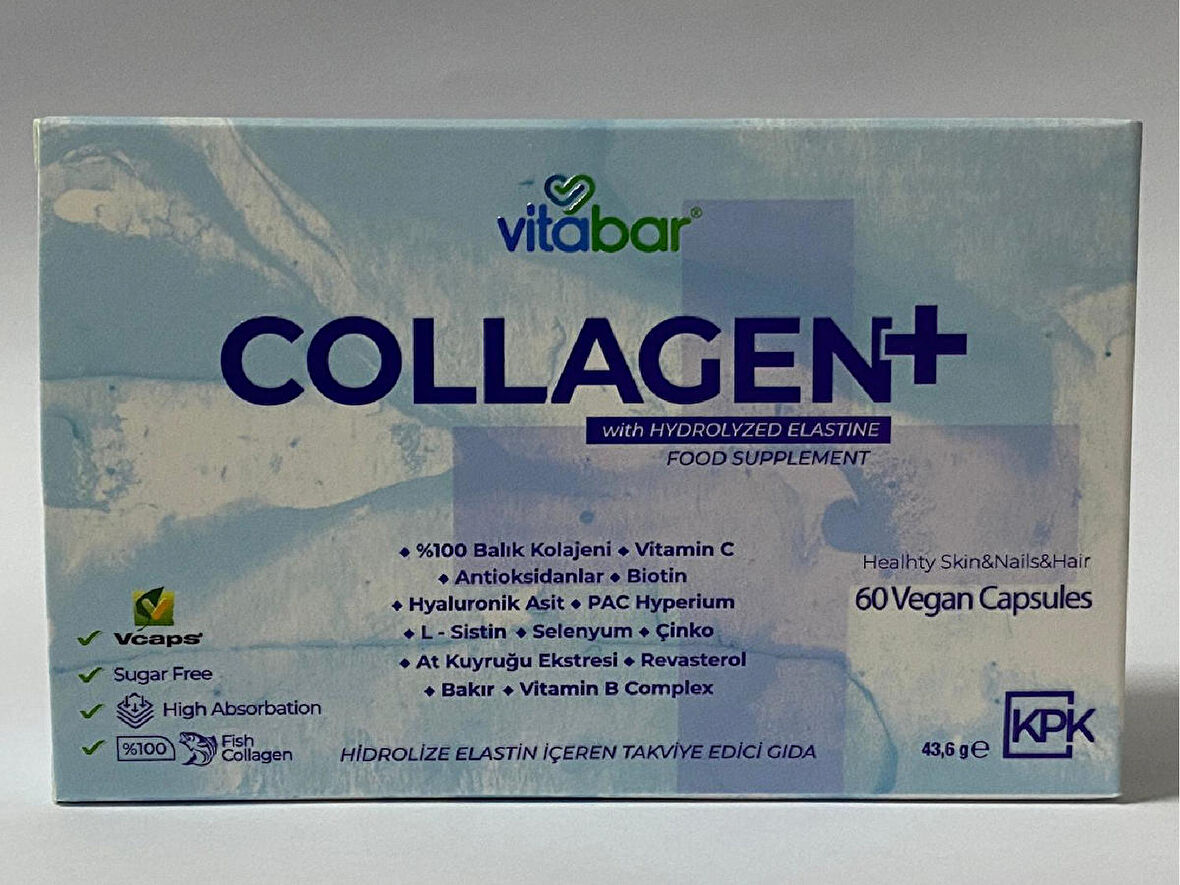 vitabar®
COLLAGEN+
with HYDROLYZED ELASTINE
FOOD SUPPLEMENT
◆ %100 Balık Kolajeni ◆ Vitamin C
◆ Antioksidanlar ◆ Biotin
◆ Hyaluronik Asit ◆ PAC Hyperium
◆ L - Sistin ◆ Selenyum ◆ Çinko
◆ At Kuyruğu Ekstresi ◆ Revasterol
◆ Bakır ◆ Vitamin B Complex
Healhty Skin&Nails&Hair
60 Vegan Capsules
Vcaps®
Sugar Free
High Absorbation
%100 Fish
Collagen
HİDROLİZE ELASTİN İÇEREN TAKVİYE EDİCİ GIDA
43,6 g℮
KPK